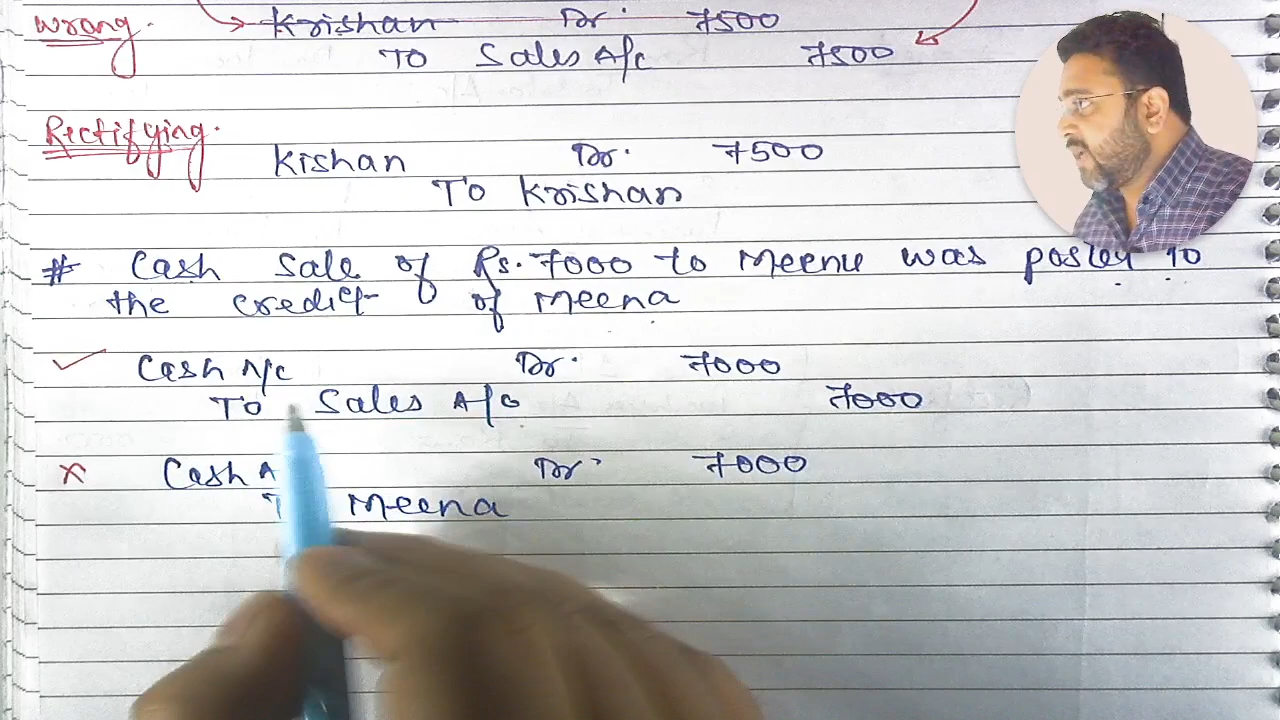 wrong. Krishan Dr. 7500
To Sales A/c 7500
Rectifying.
Kishan Dr. 7500
To Krishan
# Cash Sale of Rs. 7000 to Meenu was posted to
the credit of Meena
✓ Cash A/c Dr. 7000
To Sales A/c 7000
× Cash A Dr. 7000
Meena